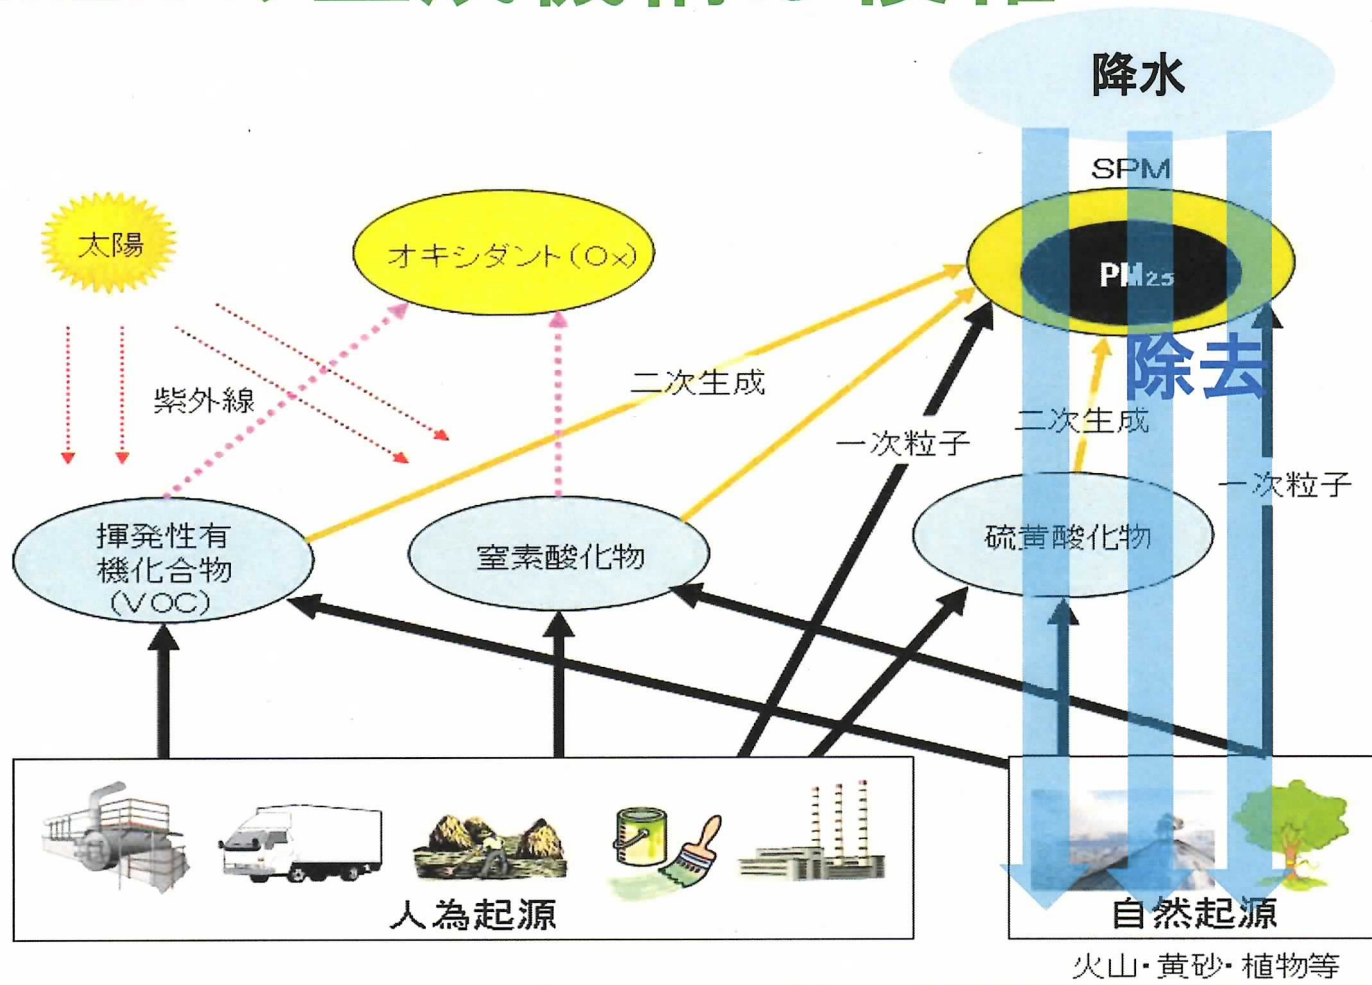 降水
SPM
太陽
オキシダント(Ox)
PM2.5
除去
紫外線
二次生成
一次粒子
二次生成
一次粒子
揮発性有
機化合物
(VOC)
窒素酸化物
硫黄酸化物
人為起源
自然起源
火山・黄砂・植物等